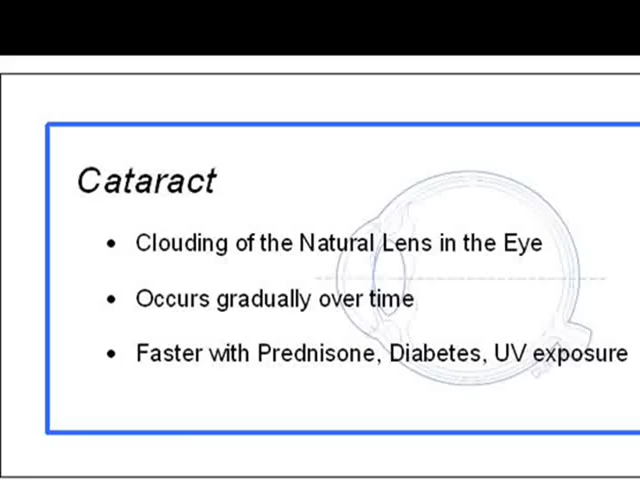 Cataract
• Clouding of the Natural Lens in the Eye
• Occurs gradually over time
• Faster with Prednisone, Diabetes, UV exposure